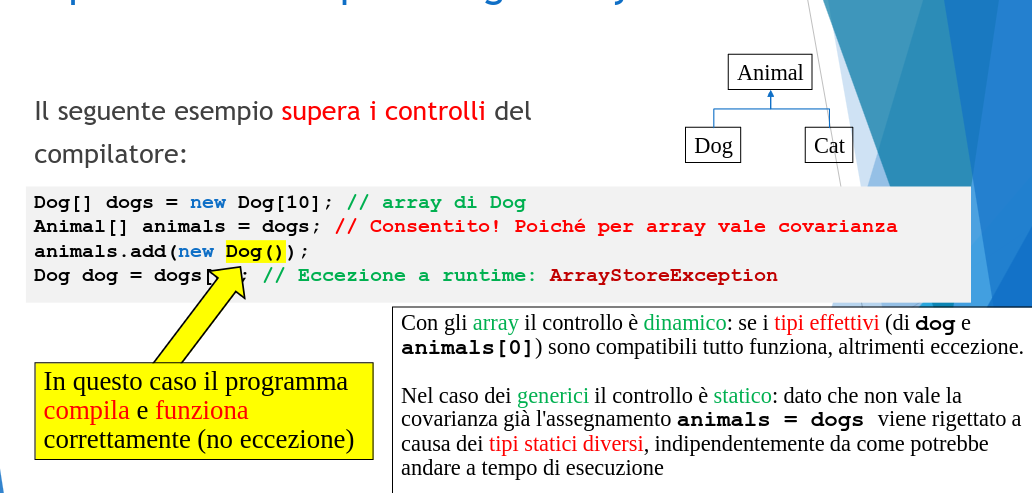 Animal
Dog
Cat
Il seguente esempio supera i controlli del
compilatore:
Dog[] dogs = new Dog[10]; // array di Dog
Animal[] animals = dogs; // Consentito! Poiché per array vale covarianza
animals.add(new Dog());
Dog dog = dogs[ ; // Eccezione a runtime: ArrayStoreException
In questo caso il programma
compila e funziona
correttamente (no eccezione)
Con gli array il controllo è dinamico: se i tipi effettivi (di dog e
animals[0]) sono compatibili tutto funziona, altrimenti eccezione.
Nel caso dei generici il controllo è statico: dato che non vale la
covarianza già l'assegnamento animals = dogs viene rigettato a
causa dei tipi statici diversi, indipendentemente da come potrebbe
andare a tempo di esecuzione